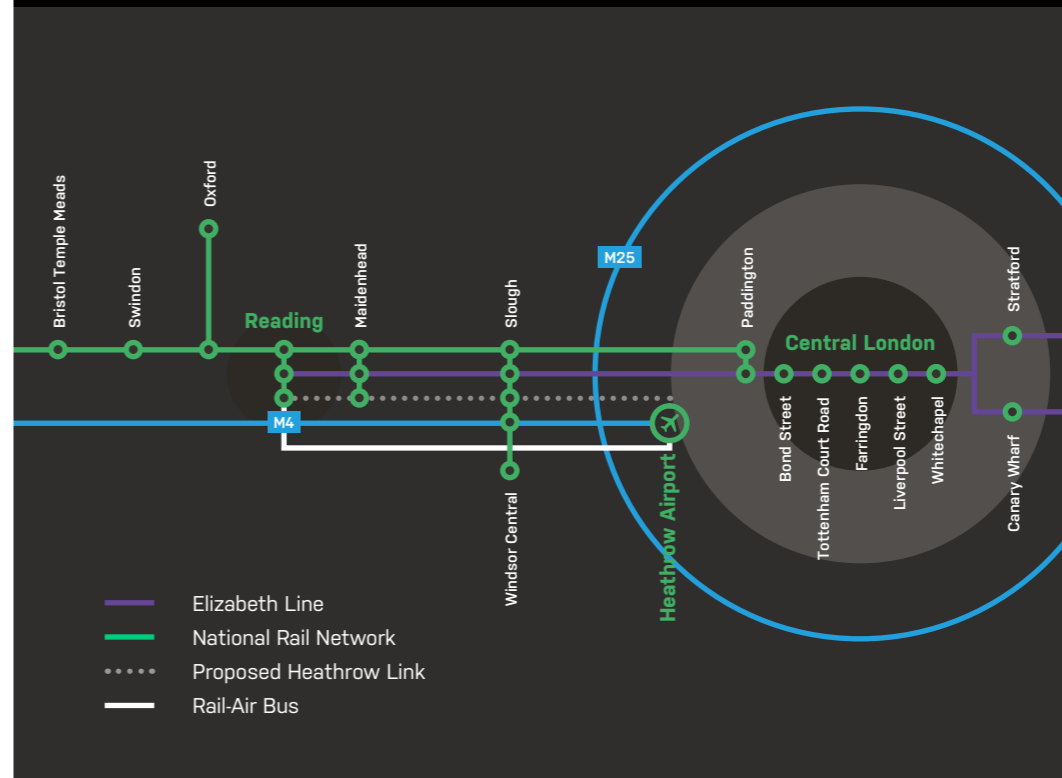 Bristol Temple Meads
Swindon
Oxford
Reading
Maidenhead
Slough
M25
Paddington
Central London
Stratford
M4
Windsor Central
Heathrow Airport
Bond Street
Tottenham Court Road
Farringdon
Liverpool Street
Whitechapel
Canary Wharf
Elizabeth Line
National Rail Network
Proposed Heathrow Link
Rail-Air Bus